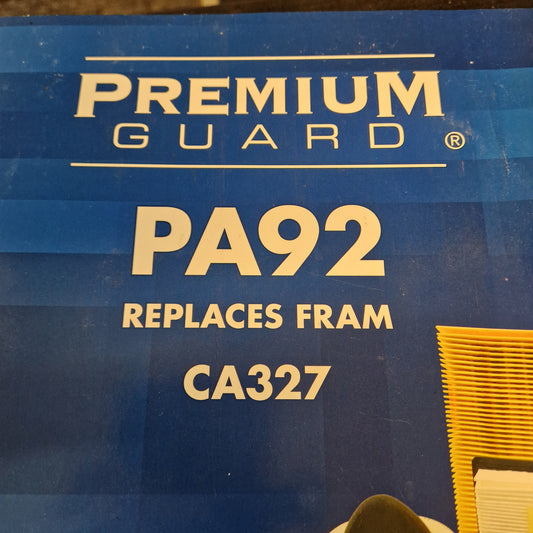 PREMIUM
GUARD ®
PA92
REPLACES FRAM
CA327